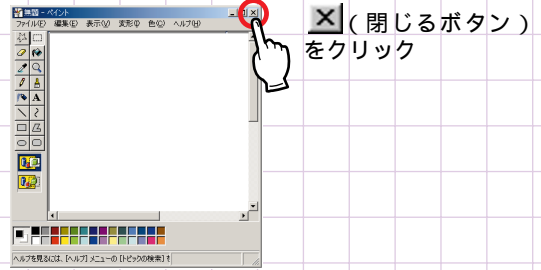 無題 - ペイント
ファイル(F) 編集(E) 表示(V) 変形(I) 色(C) ヘルプ(H)
(閉じるボタン)
をクリック
A
ヘルプを見るには、[ヘルプ] メニューの [トピックの検索] を